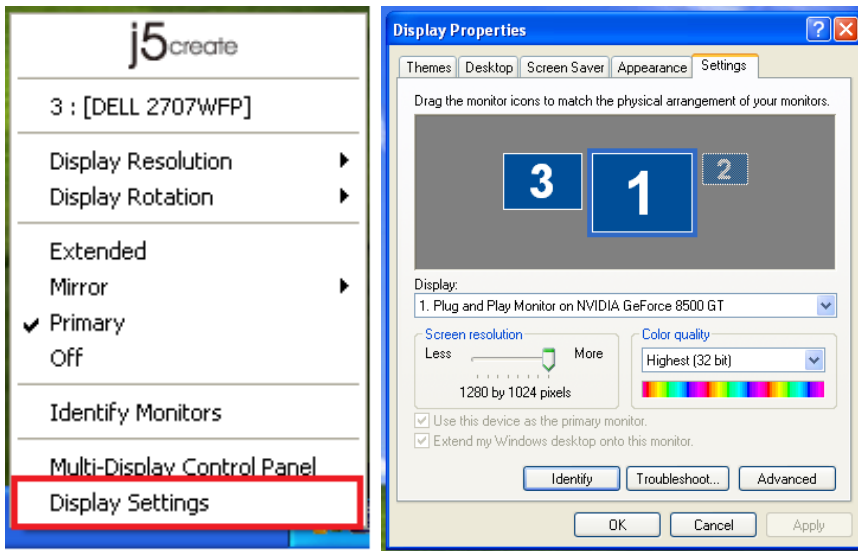 j5create
3 : [DELL 2707WFP]
Display Resolution
Display Rotation
Extended
Mirror
Primary
Off
Identify Monitors
Multi-Display Control Panel
Display Settings
Display Properties
Themes Desktop Screen Saver Appearance Settings
Drag the monitor icons to match the physical arrangement of your monitors.
3 1 2
Display:
1. Plug and Play Monitor on NVIDIA GeForce 8500 GT
Screen resolution Color quality
Less More Highest (32 bit)
1280 by 1024 pixels
Use this device as the primary monitor.
Extend my Windows desktop onto this monitor.
Identify Troubleshoot... Advanced
OK Cancel Apply